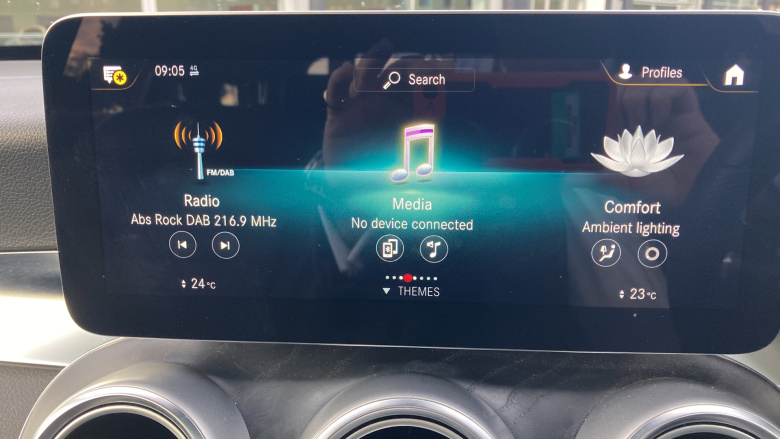 09:05 4G
Search
Profiles
FM/DAB
Radio
Abs Rock DAB 216.9 MHz
Media
No device connected
Comfort
Ambient lighting
24°C
THEMES
23°C